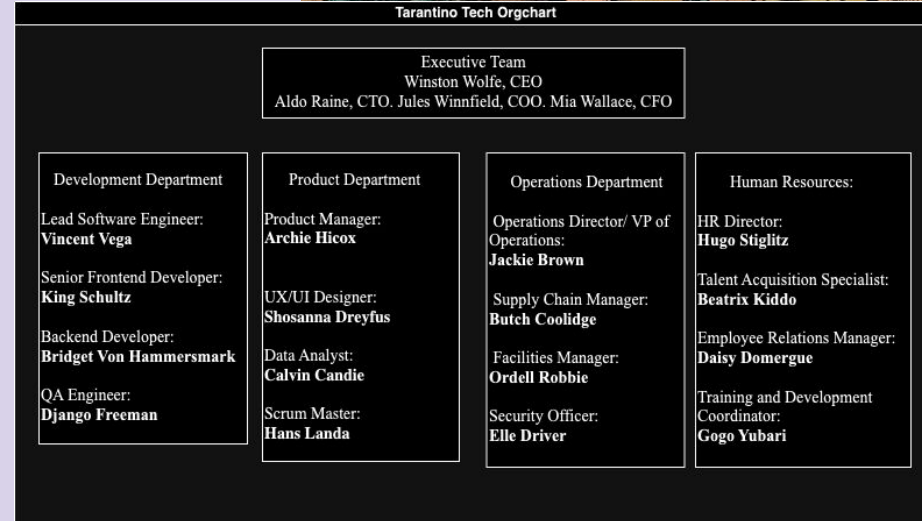 Tarantino Tech Orgchart
Executive Team
Winston Wolfe, CEO
Aldo Raine, CTO. Jules Winnfield, COO. Mia Wallace, CFO
Development Department
Lead Software Engineer:
Vincent Vega
Senior Frontend Developer:
King Schultz
Backend Developer:
Bridget Von Hammersmark
QA Engineer:
Django Freeman
Product Department
Product Manager:
Archie Hicox
UX/UI Designer:
Shosanna Dreyfus
Data Analyst:
Calvin Candie
Scrum Master:
Hans Landa
Operations Department
Operations Director/ VP of
Operations:
Jackie Brown
Supply Chain Manager:
Butch Coolidge
Facilities Manager:
Ordell Robbie
Security Officer:
Elle Driver
Human Resources:
HR Director:
Hugo Stiglitz
Talent Acquisition Specialist:
Beatrix Kiddo
Employee Relations Manager:
Daisy Domergue
Training and Development
Coordinator:
Gogo Yubari